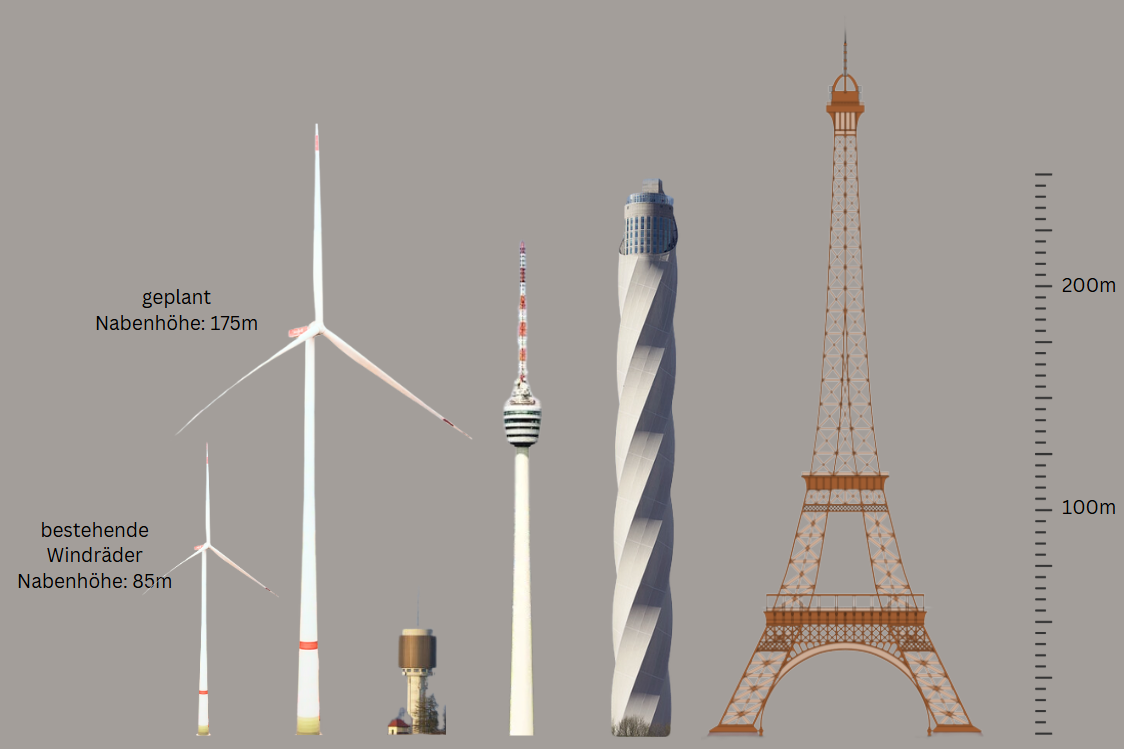 geplant
Nabenhöhe: 175m
bestehende
Windräder
Nabenhöhe: 85m
200m
100m